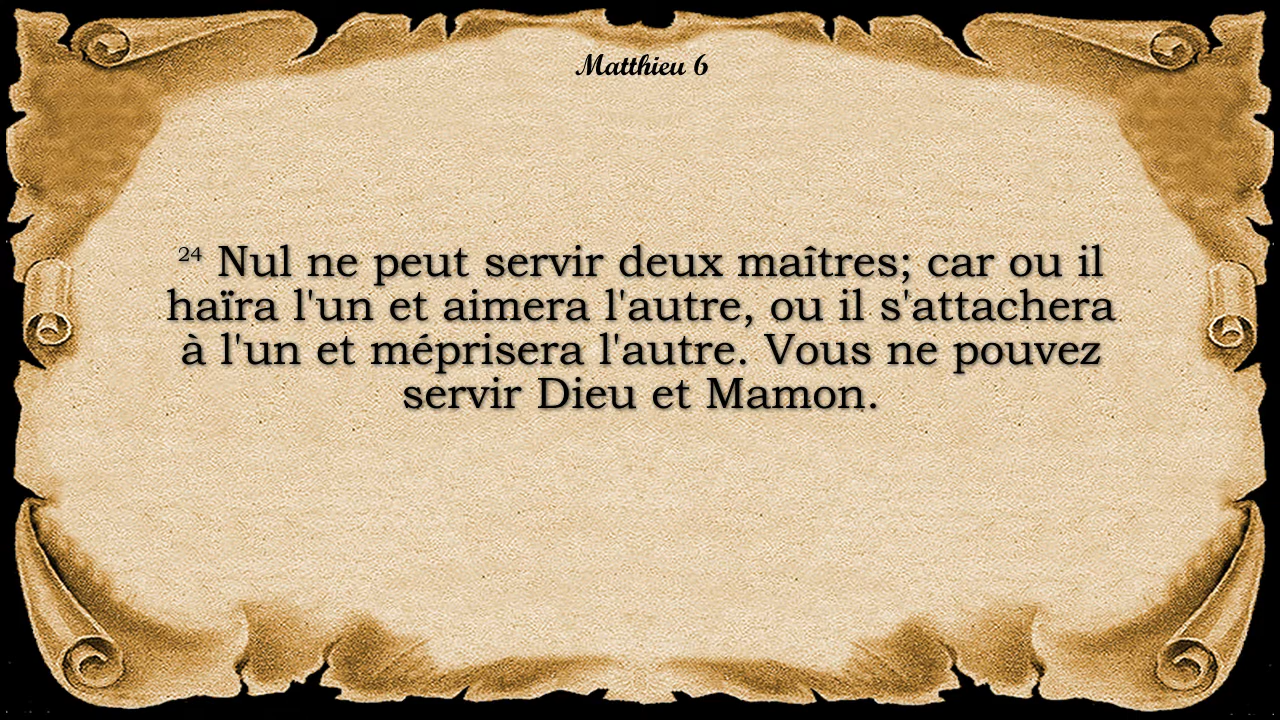 Matthieu 6
24 Nul ne peut servir deux maîtres; car ou il
haïra l'un et aimera l'autre, ou il s'attachera
à l'un et méprisera l'autre. Vous ne pouvez
servir Dieu et Mamon.